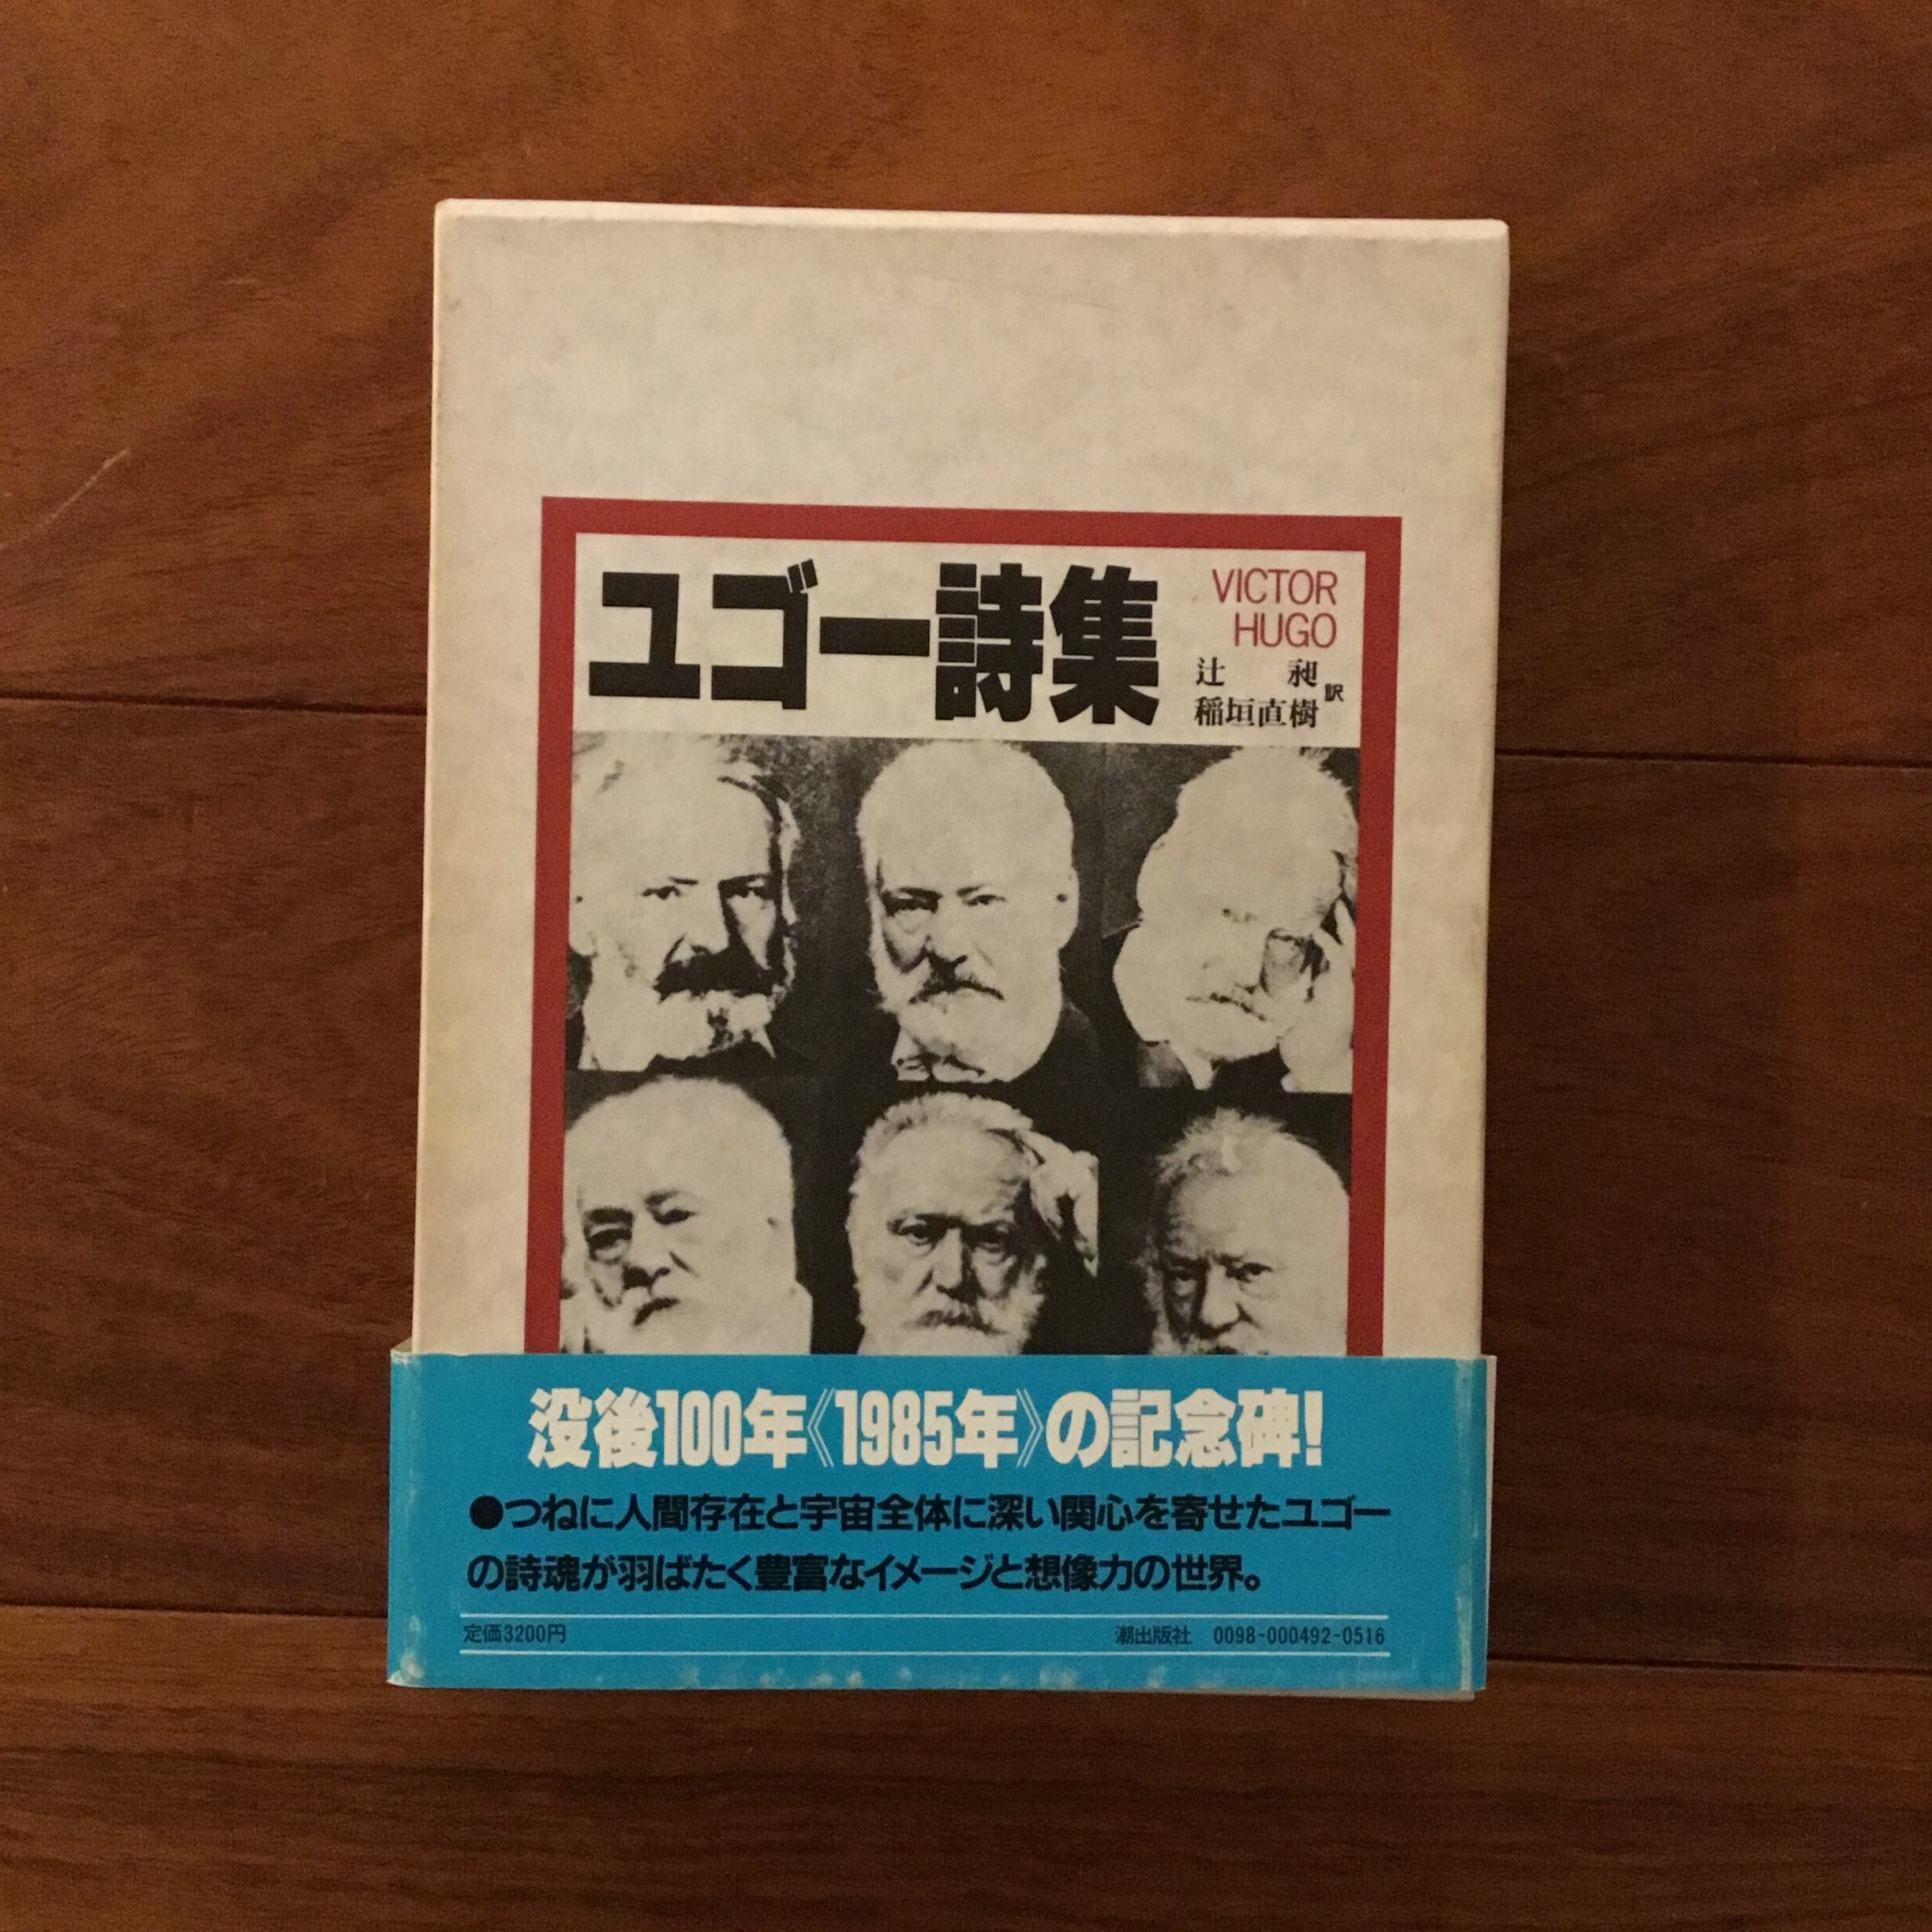 ユゴー詩集
VICTOR
HUGO
辻 昶
稲垣直樹
訳
没後100年《1985年》の記念碑!
●つねに人間存在と宇宙全体に深い関心を寄せたユゴー
の詩魂が羽ばたく豊富なイメージと想像力の世界。
定価3200円
潮出版社 0098-000492-0516